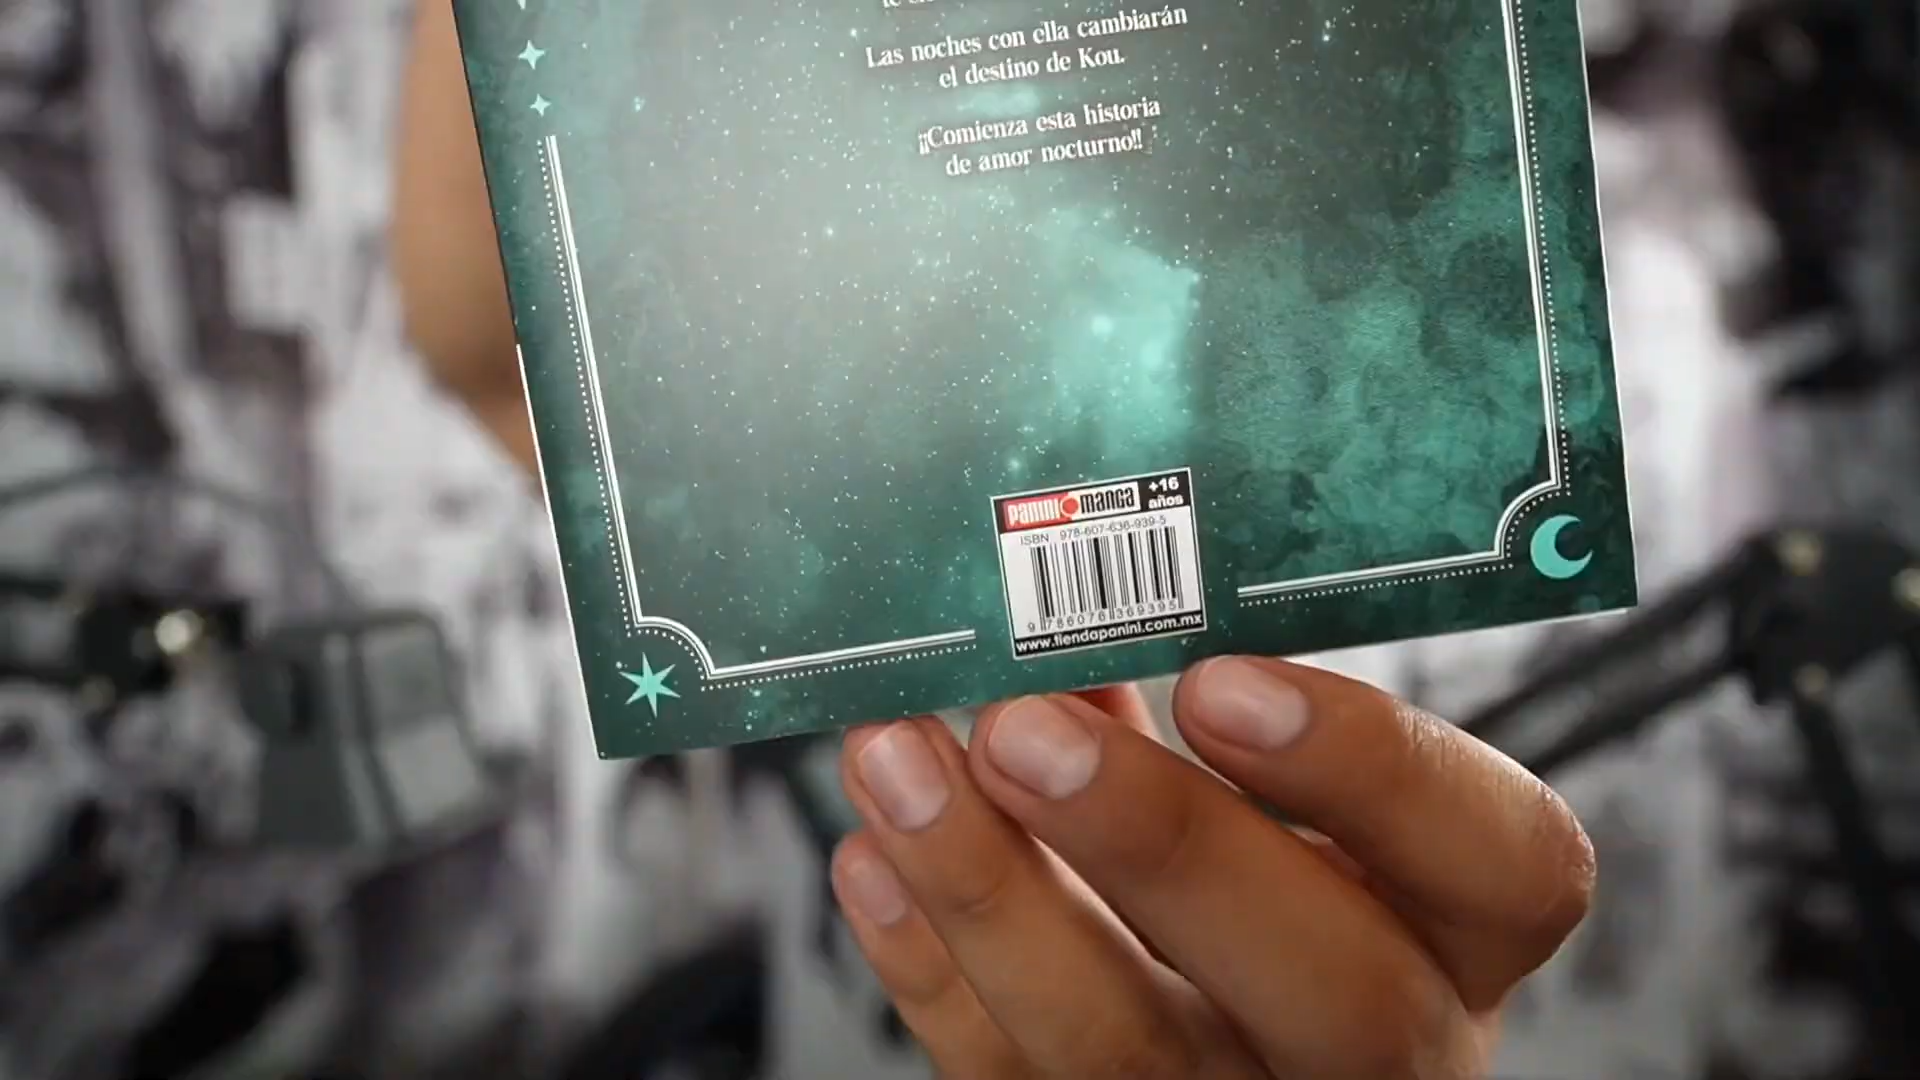 Las noches con ella cambiarán
el destino de Kou.
¡¡Comienza esta historia
de amor nocturno!!
PANINI MANGA +16 años
ISBN 978-607-636-939-5
9 786076 369395
www.tiendapanini.com.mx